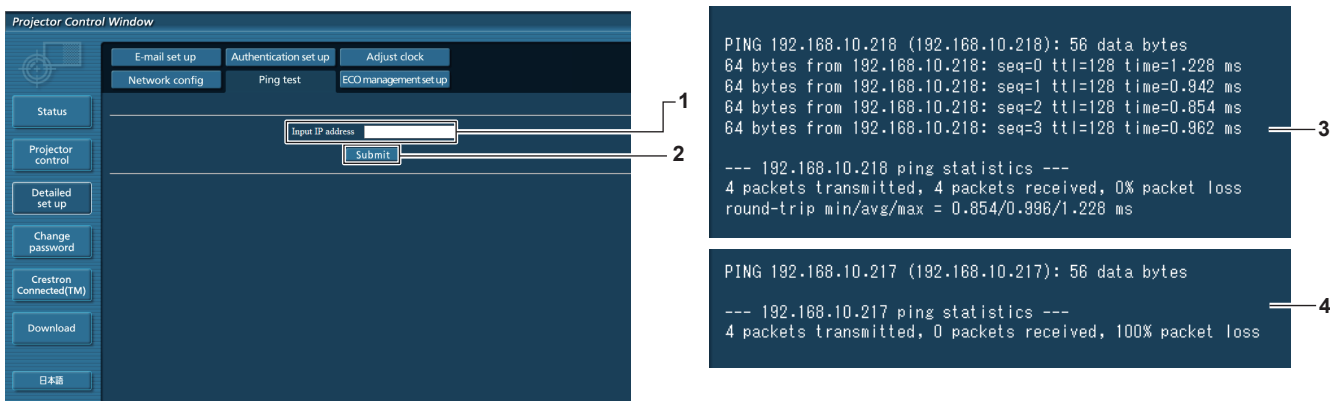 Projector Control Window
E-mail set up
Authentication set up
Adjust clock
Network config
Ping test
ECO management set up
Status
Projector
control
Detailed
set up
Change
password
Crestron
Connected(TM)
Download
日本語
Input IP address
Submit
1
2
PING 192.168.10.218 (192.168.10.218): 56 data bytes
64 bytes from 192.168.10.218: seq=0 ttl=128 time=1.228 ms
64 bytes from 192.168.10.218: seq=1 ttl=128 time=0.942 ms
64 bytes from 192.168.10.218: seq=2 ttl=128 time=0.854 ms
64 bytes from 192.168.10.218: seq=3 ttl=128 time=0.962 ms
--- 192.168.10.218 ping statistics ---
4 packets transmitted, 4 packets received, 0% packet loss
round-trip min/avg/max = 0.854/0.996/1.228 ms
3
PING 192.168.10.217 (192.168.10.217): 56 data bytes
--- 192.168.10.217 ping statistics ---
4 packets transmitted, 0 packets received, 100% packet loss
4